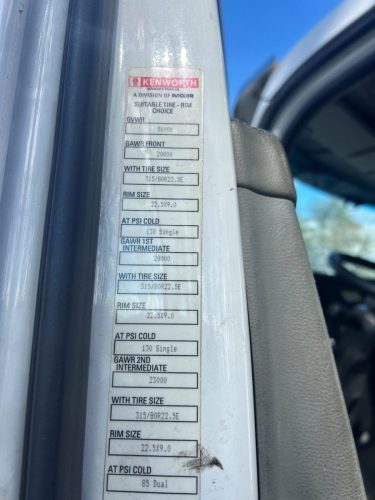 KENWORTH
A DIVISION OF PACCAR
SUITABLE TIRE - RIM
CHOICE
GVWR
GAWR FRONT
20000
WITH TIRE SIZE
315/80R22.5E
RIM SIZE
22.5X9.0
AT PSI COLD
130 Single
GAWR 1ST
INTERMEDIATE
20000
WITH TIRE SIZE
315/80R22.5E
RIM SIZE
22.5X9.0
AT PSI COLD
130 Single
GAWR 2ND
INTERMEDIATE
23000
WITH TIRE SIZE
315/80R22.5E
RIM SIZE
22.5X9.0
AT PSI COLD
85 Dual